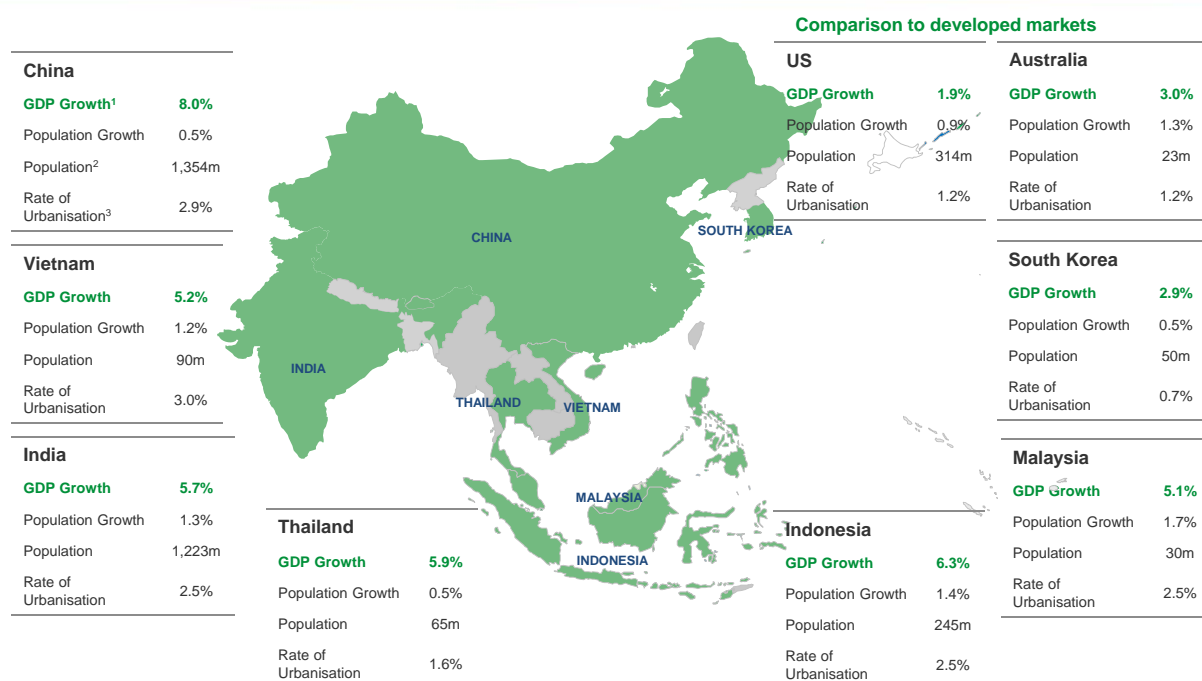 Comparison to developed markets
China
GDP Growth¹ 8.0%
Population Growth 0.5%
Population² 1,354m
Rate of
Urbanisation³ 2.9%
Vietnam
GDP Growth 5.2%
Population Growth 1.2%
Population 90m
Rate of
Urbanisation 3.0%
India
GDP Growth 5.7%
Population Growth 1.3%
Population 1,223m
Rate of
Urbanisation 2.5%
Thailand
GDP Growth 5.9%
Population Growth 0.5%
Population 65m
Rate of
Urbanisation 1.6%
CHINA
SOUTH KOREA
INDIA
THAILAND
VIETNAM
MALAYSIA
INDONESIA
US
GDP Growth 1.9%
Population Growth 0.9%
Population 314m
Rate of
Urbanisation 1.2%
Australia
GDP Growth 3.0%
Population Growth 1.3%
Population 23m
Rate of
Urbanisation 1.2%
South Korea
GDP Growth 2.9%
Population Growth 0.5%
Population 50m
Rate of
Urbanisation 0.7%
Malaysia
GDP Growth 5.1%
Population Growth 1.7%
Population 30m
Rate of
Urbanisation 2.5%
Indonesia
GDP Growth 6.3%
Population Growth 1.4%
Population 245m
Rate of
Urbanisation 2.5%